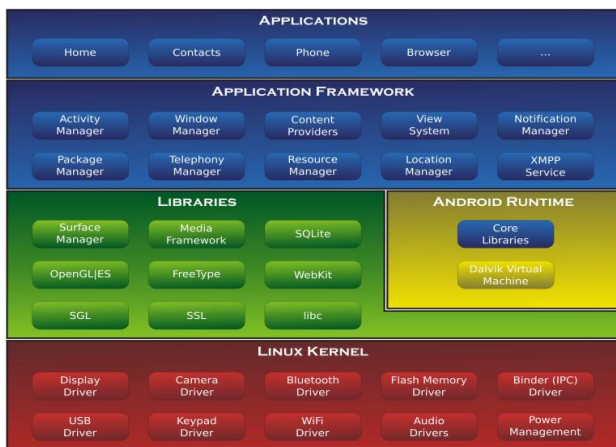 APPLICATIONS
Home
Contacts
Phone
Browser
...
APPLICATION FRAMEWORK
Activity
Manager
Window
Manager
Content
Providers
View
System
Notification
Manager
Package
Manager
Telephony
Manager
Resource
Manager
Location
Manager
XMPP
Service
LIBRARIES
Surface
Manager
Media
Framework
SQLite
OpenGL|ES
FreeType
WebKit
SGL
SSL
libc
ANDROID RUNTIME
Core
Libraries
Dalvik Virtual
Machine
LINUX KERNEL
Display
Driver
Camera
Driver
Bluetooth
Driver
Flash Memory
Driver
Binder (IPC)
Driver
USB
Driver
Keypad
Driver
WiFi
Driver
Audio
Drivers
Power
Management